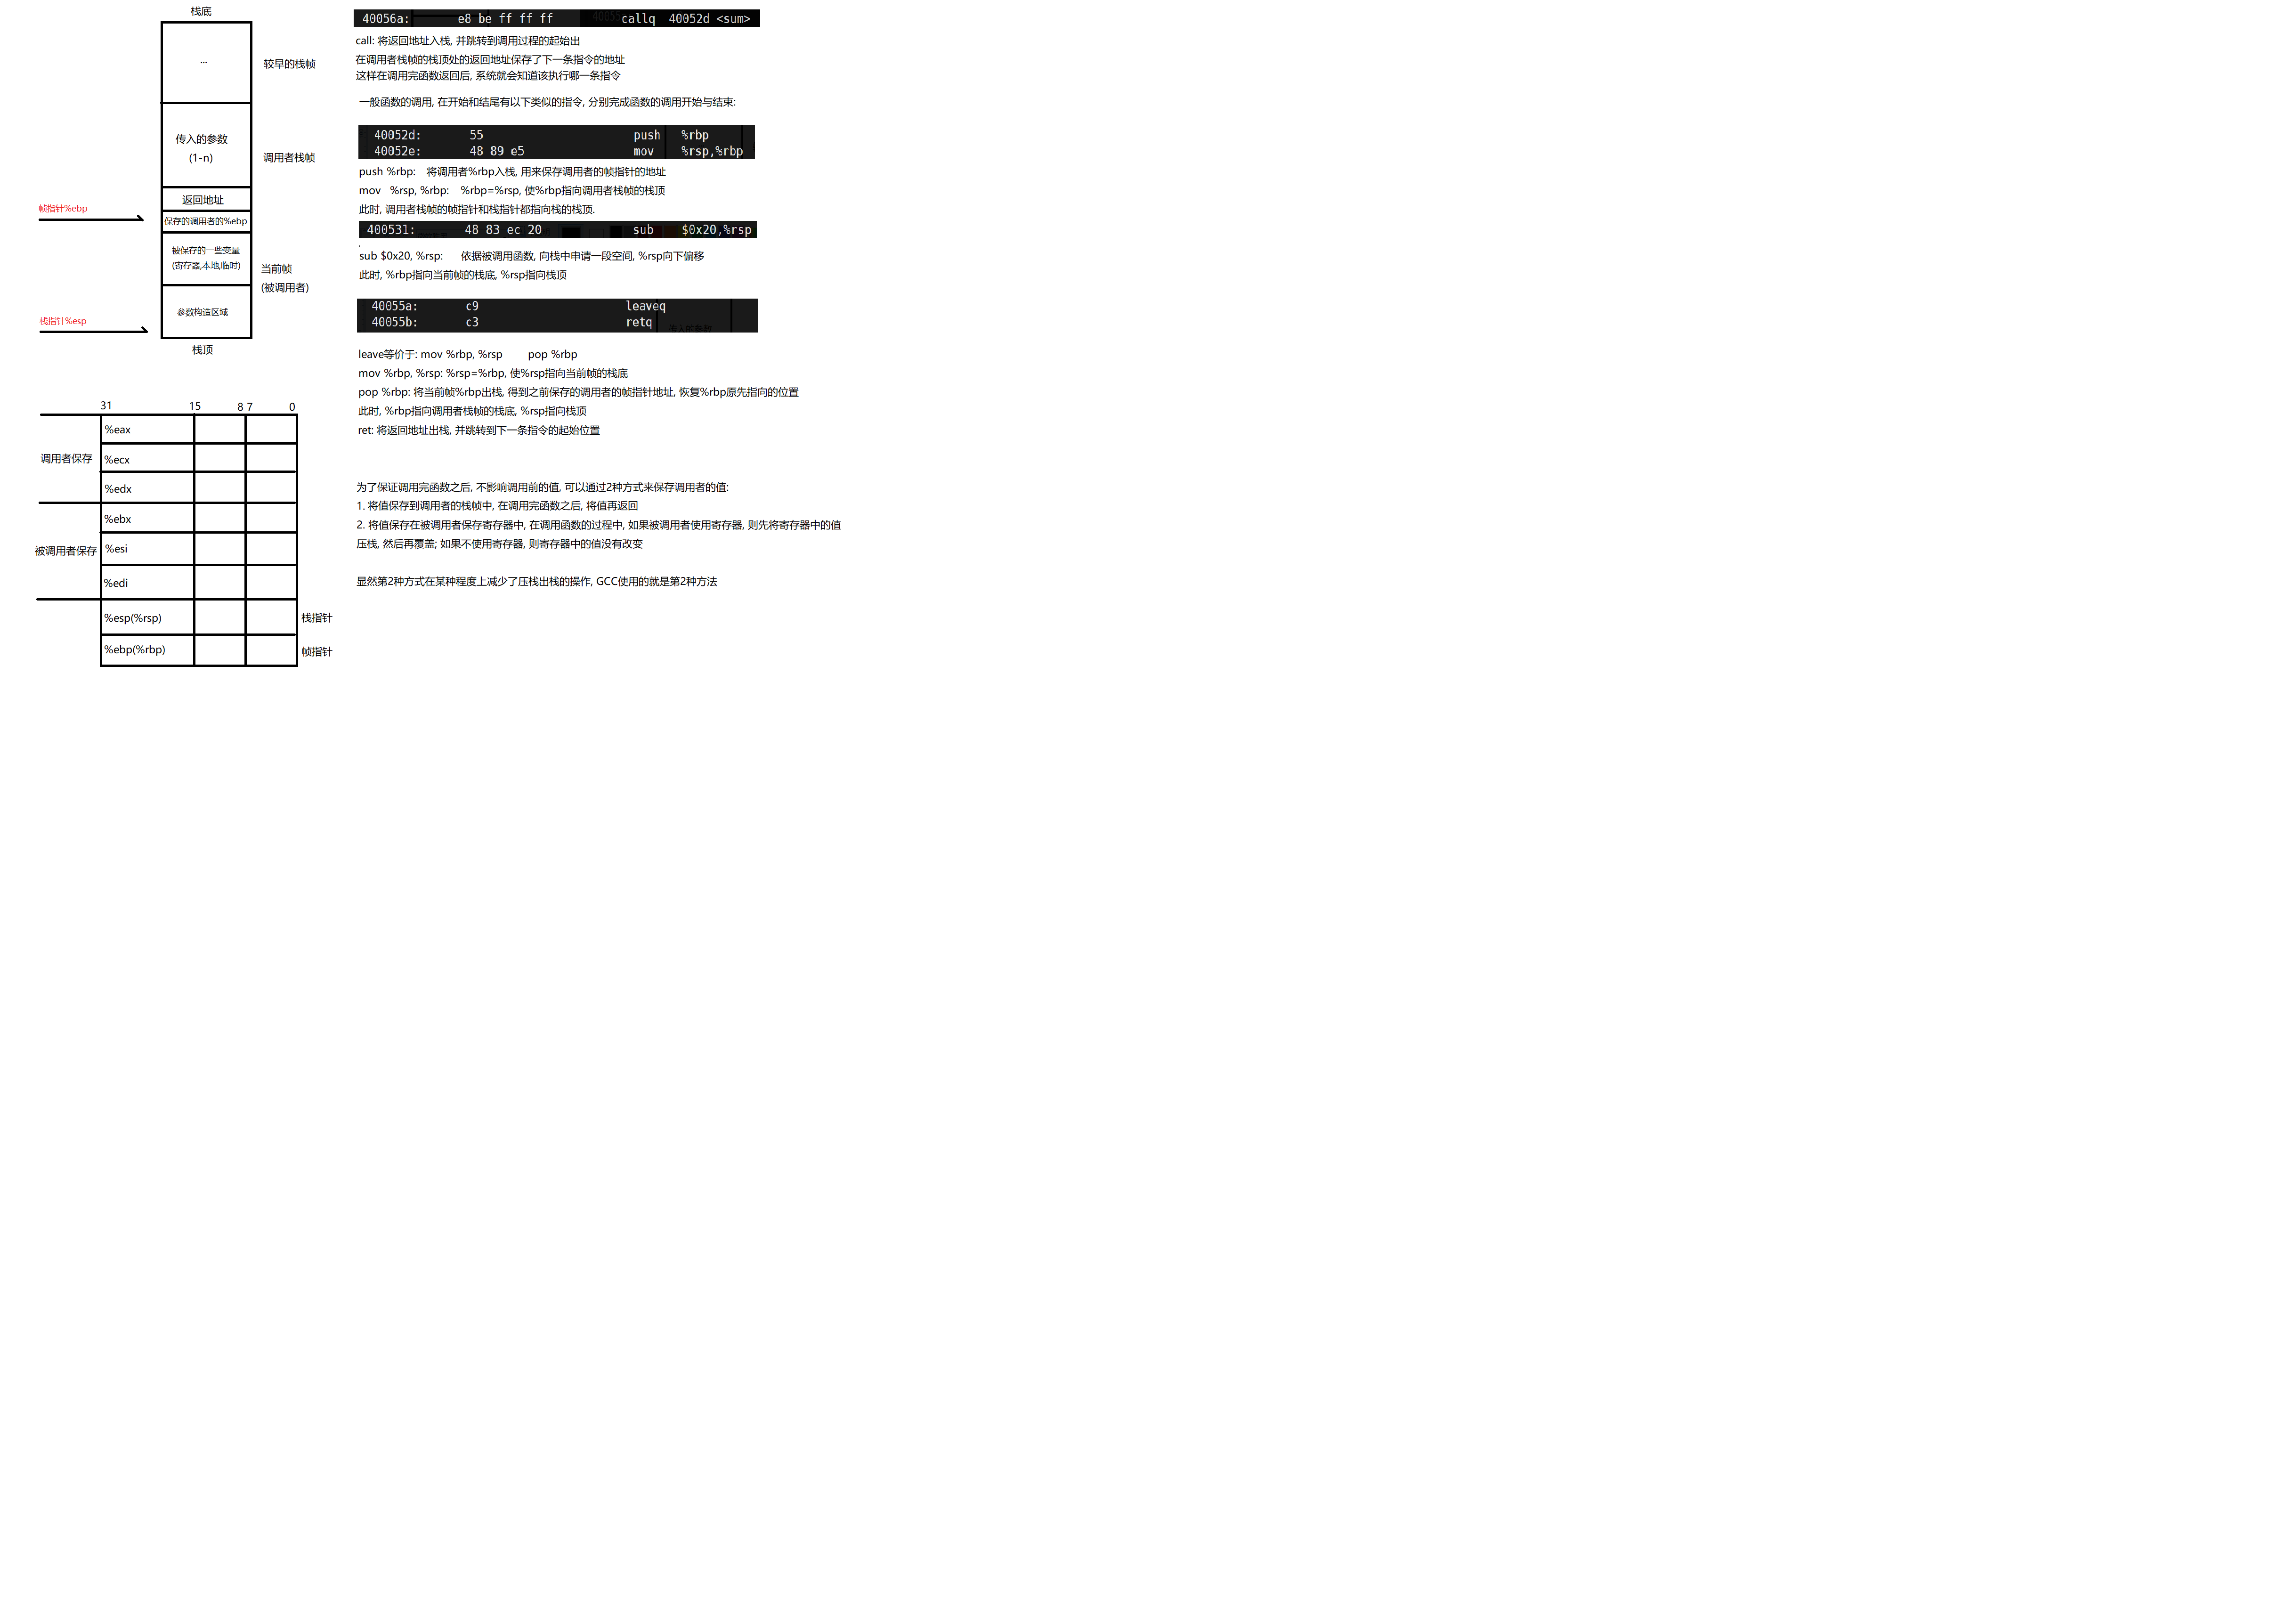 栈底
...
较早的栈帧
传入的参数
(1-n)
调用者栈帧
返回地址
帧指针%ebp
保存的调用者的%ebp
被保存的一些变量
(寄存器,本地,临时)
当前帧
(被调用者)
参数构造区域
栈指针%esp
栈顶
31 15 8 7 0
%eax
调用者保存
%ecx
%edx
%ebx
被调用者保存
%esi
%edi
%esp(%rsp)
栈指针
%ebp(%rbp)
帧指针
40056a: e8 be ff ff ff callq 40052d <sum>
call: 将返回地址入栈, 并跳转到调用过程的起始出
在调用者栈帧的栈顶处的返回地址保存了下一条指令的地址
这样在调用完函数返回后, 系统就会知道该执行哪一条指令
一般函数的调用, 在开始和结尾有以下类似的指令, 分别完成函数的调用开始与结束:
40052d: 55 push %rbp
40052e: 48 89 e5 mov %rsp,%rbp
push %rbp: 将调用者%rbp入栈, 用来保存调用者的帧指针的地址
mov %rsp, %rbp: %rbp=%rsp, 使%rbp指向调用者栈帧的栈顶
此时, 调用者栈帧的帧指针和栈指针都指向栈的栈顶.
400531: 48 83 ec 20 sub $0x20,%rsp
sub $0x20, %rsp: 依据被调用函数, 向栈中申请一段空间, %rsp向下偏移
此时, %rbp指向当前帧的栈底, %rsp指向栈顶
40055a: c9 leaveq
40055b: c3 retq
leave等价于: mov %rbp, %rsp pop %rbp
mov %rbp, %rsp: %rsp=%rbp, 使%rsp指向当前帧的栈底
pop %rbp: 将当前帧%rbp出栈, 得到之前保存的调用者的帧指针地址, 恢复%rbp原先指向的位置
此时, %rbp指向调用者栈帧的栈底, %rsp指向栈顶
ret: 将返回地址出栈, 并跳转到下一条指令的起始位置
为了保证调用完函数之后, 不影响调用前的值, 可以通过2种方式来保存调用者的值:
1. 将值保存到调用者的栈帧中, 在调用完函数之后, 将值再返回
2. 将值保存在被调用者保存寄存器中, 在调用函数的过程中, 如果被调用者使用寄存器, 则先将寄存器中的值
压栈, 然后再覆盖; 如果不使用寄存器, 则寄存器中的值没有改变
显然第2种方式在某种程度上减少了压栈出栈的操作, GCC使用的就是第2种方法